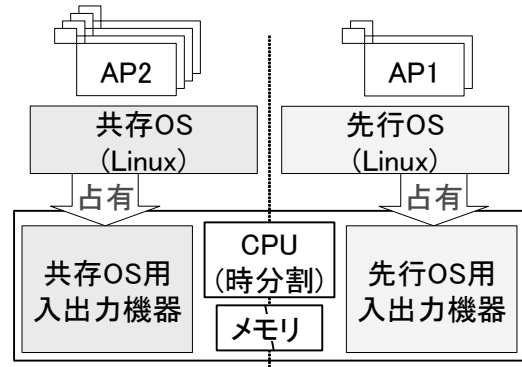 AP2
AP1
共存OS
(Linux)
先行OS
(Linux)
占有
占有
共存OS用
入出力機器
CPU
(時分割)
メモリ
先行OS用
入出力機器